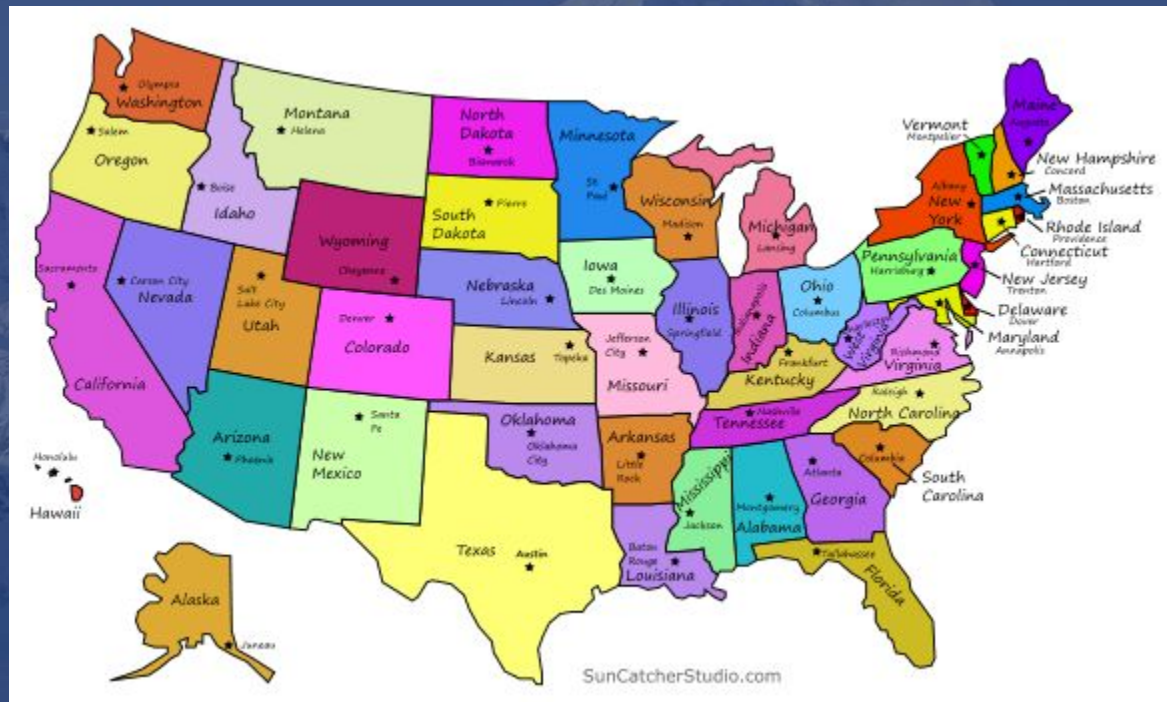 Olympia
Washington
Salem
Oregon
Montana
Helena
Boise
Idaho
North
Dakota
Bismarck
Minnesota
St
Paul
South
Dakota
Pierre
Wyoming
Cheyenne
Wisconsin
Madison
Michigan
Lansing
Vermont
Montpelier
Maine
Augusta
New Hampshire
Concord
Albany
New
York
Massachusetts
Boston
Rhode Island
Providence
Connecticut
Hartford
Pennsylvania
Harrisburg
New Jersey
Trenton
Delaware
Dover
Maryland
Annapolis
Sacramento
California
Carson City
Nevada
Salt
Lake City
Utah
Denver
Colorado
Nebraska
Lincoln
Iowa
Des Moines
Illinois
Springfield
Indianapolis
Indiana
Ohio
Columbus
Charleston
West
Virginia
Richmond
Virginia
Kansas
Topeka
Jefferson
City
Missouri
Frankfurt
Kentucky
Raleigh
North Carolina
Nashville
Tennessee
Arizona
Phoenix
Santa
Fe
New
Mexico
Oklahoma
Oklahoma
City
Arkansas
Little
Rock
Columbia
South
Carolina
Atlanta
Georgia
Mississippi
Jackson
Montgomery
Alabama
Honolulu
Hawaii
Texas
Austin
Baton
Rouge
Louisiana
Tallahassee
Florida
Alaska
Juneau
SunCatcherStudio.com